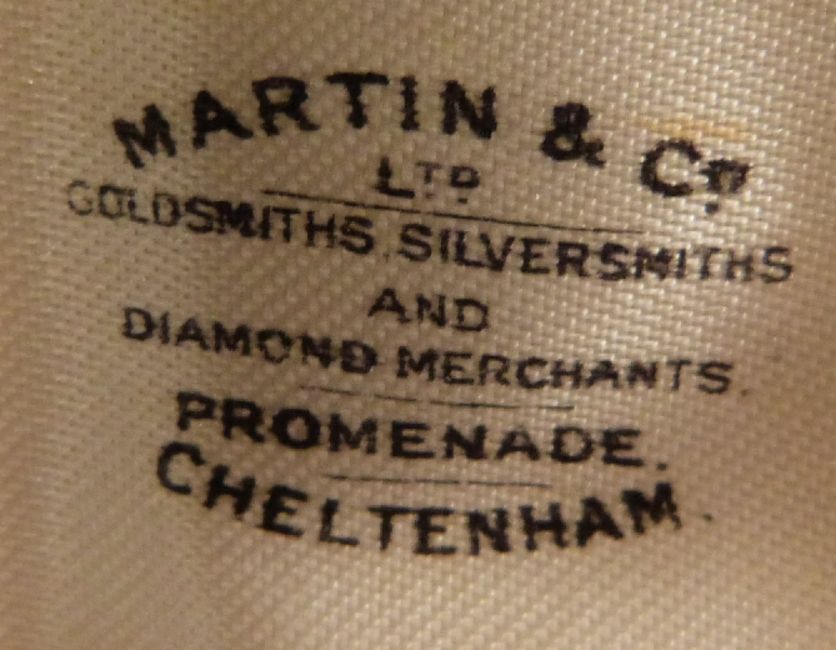 MARTIN & Co
LTD
GOLDSMITHS, SILVERSMITHS
AND
DIAMOND MERCHANTS.
PROMENADE.
CHELTENHAM.